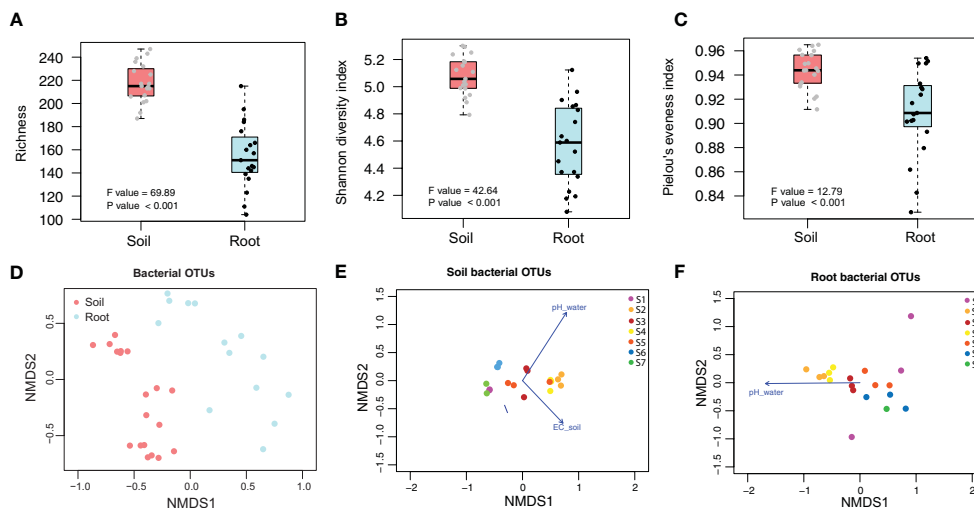 A
B
C
Richness
240
220
200
180
160
140
120
100
F value = 69.89
P value < 0.001
Soil
Root
Shannon diversity index
5.2
5.0
4.8
4.6
4.4
4.2
F value = 42.64
P value < 0.001
Soil
Root
Pielou's eveness index
0.96
0.92
0.90
0.88
0.84
F value = 12.79
P value < 0.001
Soil
Root
D
Bacterial OTUs
Soil
Root
NMDS2
0.5
0.0
-0.5
-1.0
-0.5
0.0
0.5
1.0
NMDS1
E
Soil bacterial OTUs
pH_water
EC_soil
S1
S2
S3
S4
S5
S6
S7
NMDS2
1.5
1.0
0.5
0.0
-0.5
-1.0
-1.5
−2
−1
0
1
2
NMDS1
F
Root bacterial OTUs
pH_water
NMDS2
1.5
1.0
0.5
0.0
-0.5
-1.0
-1.5
−2
−1
0
1
2
NMDS1